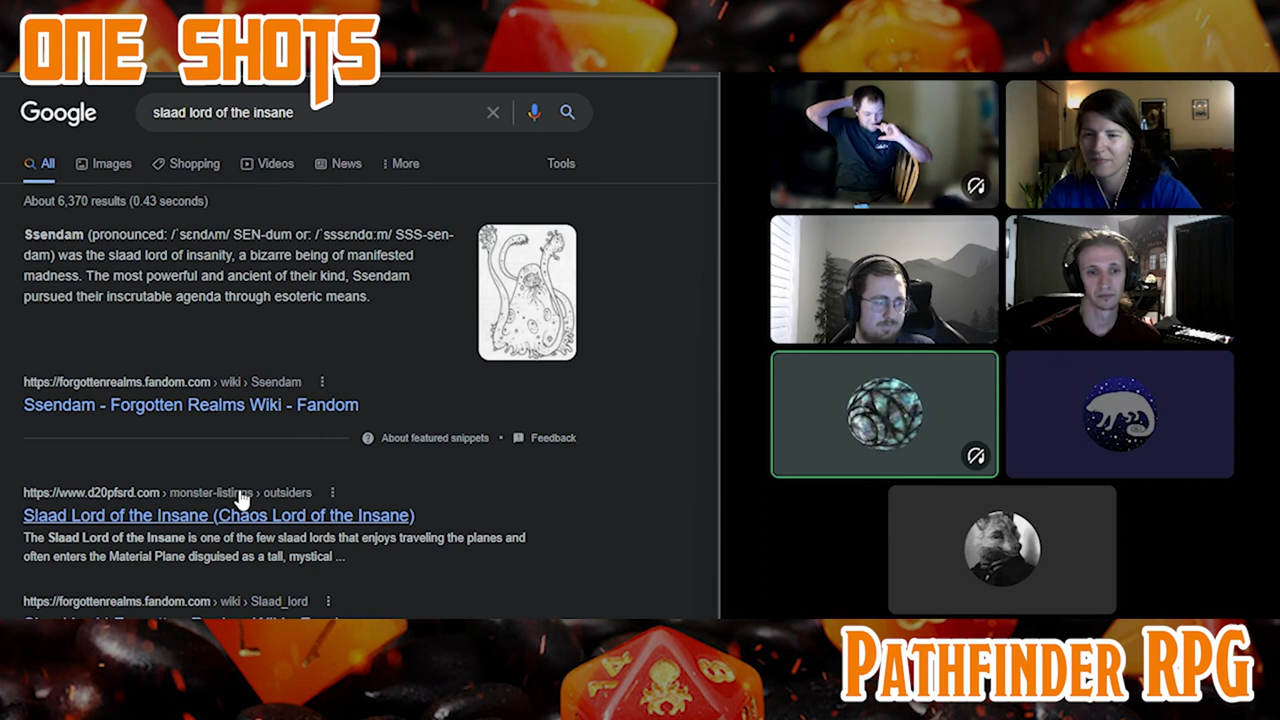 ONE SHOTS
Google
slaad lord of the insane
All
Images
Shopping
Videos
News
More
Tools
About 6,370 results (0.43 seconds)
Ssendam (pronounced: /ˈsɛndʌm/ SEN-dum or: /ˈsssɛndɑːm/ SSS-sen-
dam) was the slaad lord of insanity, a bizarre being of manifested
madness. The most powerful and ancient of their kind, Ssendam
pursued their inscrutable agenda through esoteric means.
https://forgottenrealms.fandom.com › wiki › Ssendam
Ssendam - Forgotten Realms Wiki - Fandom
About featured snippets • Feedback
https://www.d20pfsrd.com › monster-listings › outsiders
Slaad Lord of the Insane (Chaos Lord of the Insane)
The Slaad Lord of the Insane is one of the few slaad lords that enjoys traveling the planes and
often enters the Material Plane disguised as a tall, mystical ...
https://forgottenrealms.fandom.com › wiki › Slaad_lord
PATHFINDER RPG